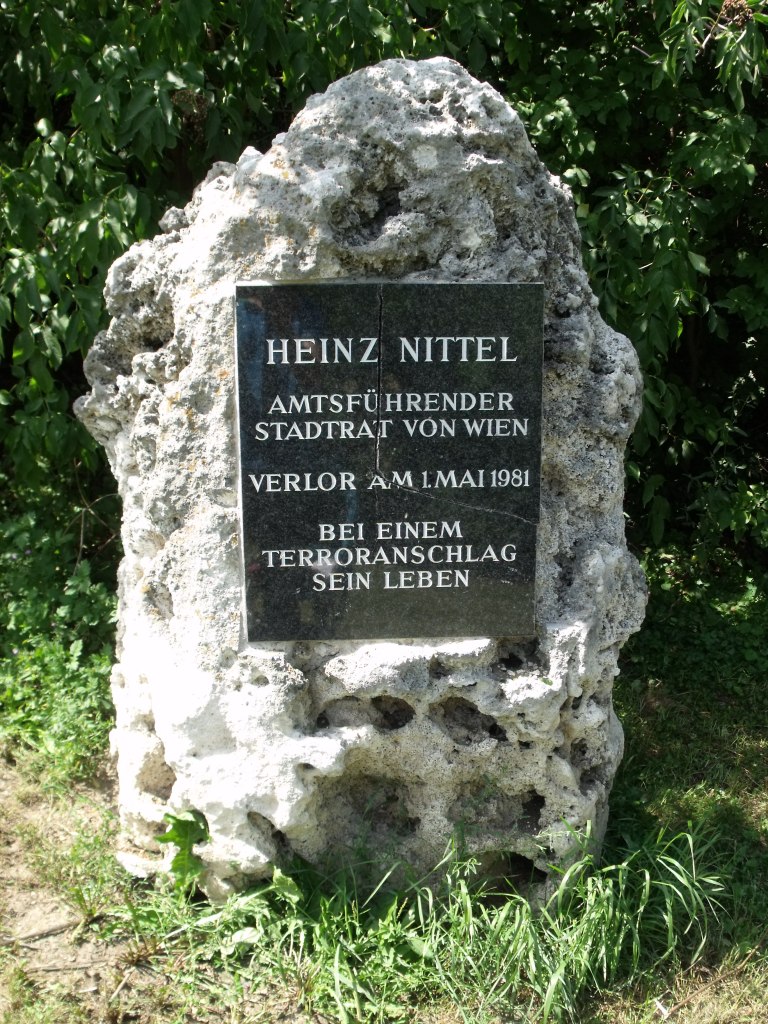 HEINZ NITTEL
AMTSFÜHRENDER
STADTRAT VON WIEN
VERLOR AM 1.MAI 1981
BEI EINEM
TERRORANSCHLAG
SEIN LEBEN